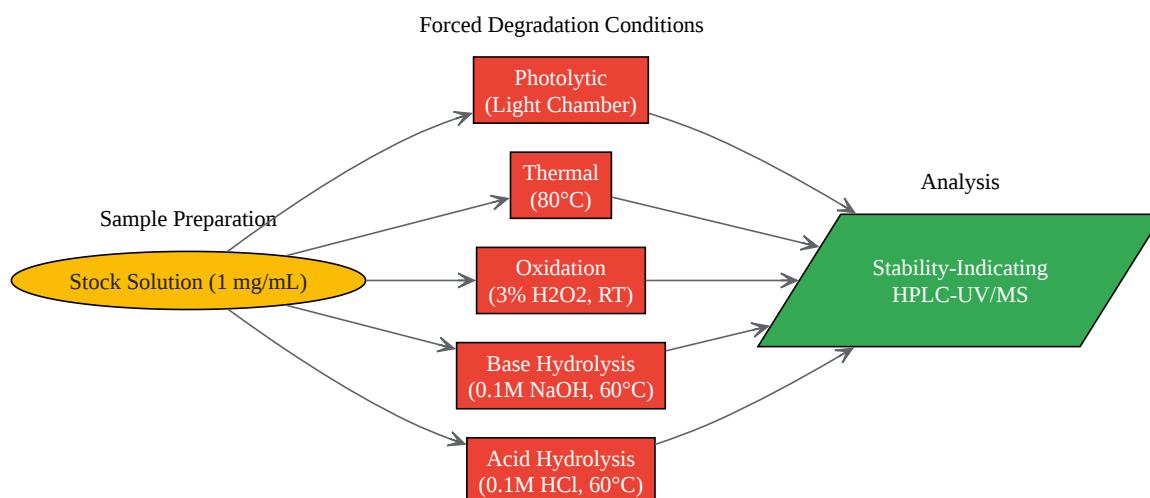 Forced Degradation Conditions
Photolytic
(Light Chamber)
Thermal
(80°C)
Analysis
Sample Preparation
Stock Solution (1 mg/mL)
Oxidation
(3% H2O2, RT)
Stability-Indicating
HPLC-UV/MS
Base Hydrolysis
(0.1M NaOH, 60°C)
Acid Hydrolysis
(0.1M HCl, 60°C)